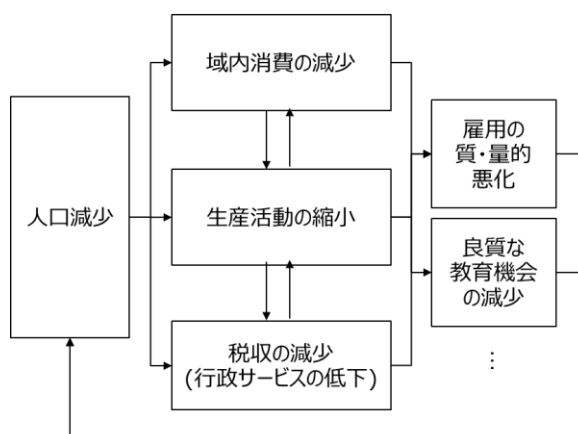 人口減少
域内消費の減少
生産活動の縮小
税収の減少
(行政サービスの低下)
雇用の
質・量的
悪化
良質な
教育機会
の減少
⋮